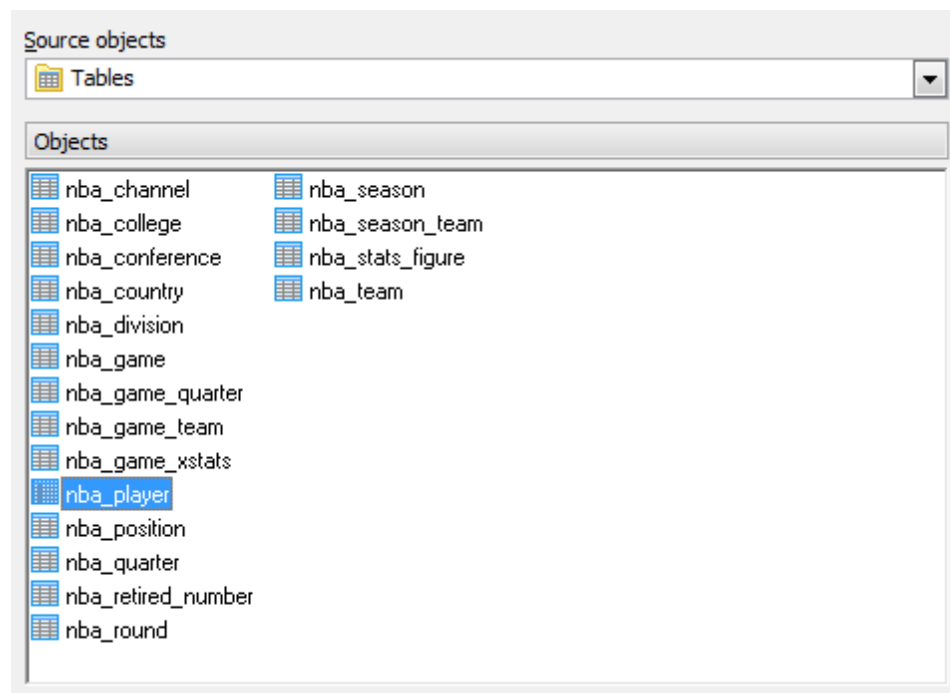 Source objects
Tables
Objects
nba_channel
nba_college
nba_conference
nba_country
nba_division
nba_game
nba_game_quarter
nba_game_team
nba_game_xstats
nba_player
nba_position
nba_quarter
nba_retired_number
nba_round
nba_season
nba_season_team
nba_stats_figure
nba_team